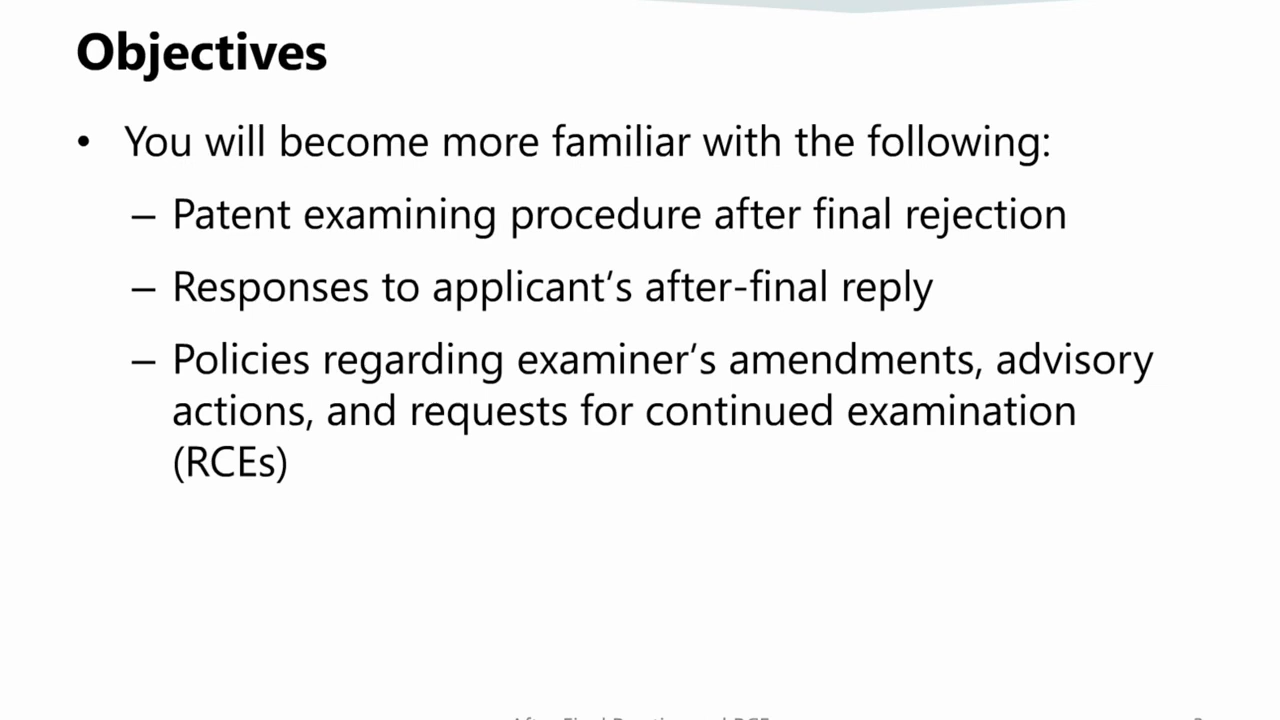 Objectives
• You will become more familiar with the following:
– Patent examining procedure after final rejection
– Responses to applicant’s after-final reply
– Policies regarding examiner’s amendments, advisory
actions, and requests for continued examination
(RCEs)